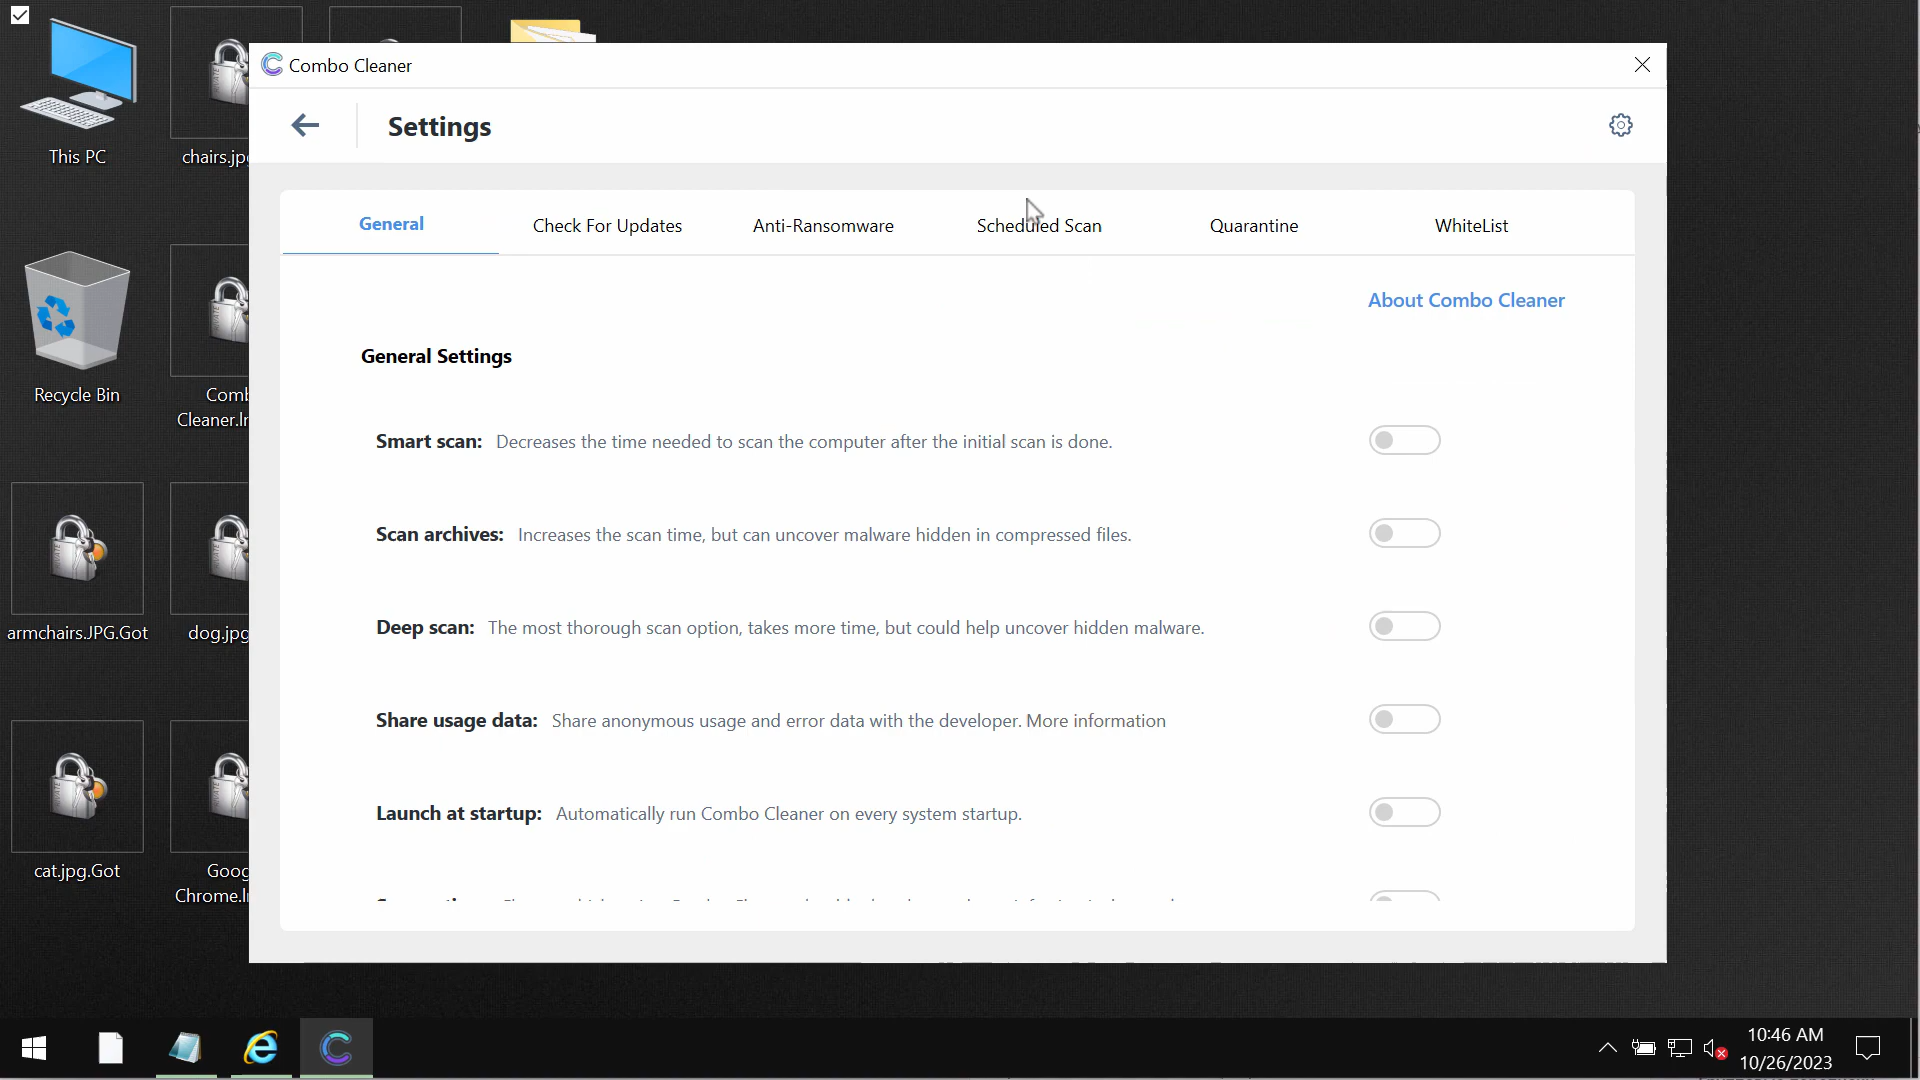 Combo Cleaner
Settings
General
Check For Updates
Anti-Ransomware
Scheduled Scan
Quarantine
WhiteList
About Combo Cleaner
General Settings
Smart scan: Decreases the time needed to scan the computer after the initial scan is done.
Scan archives: Increases the scan time, but can uncover malware hidden in compressed files.
Deep scan: The most thorough scan option, takes more time, but could help uncover hidden malware.
Share usage data: Share anonymous usage and error data with the developer. More information
Launch at startup: Automatically run Combo Cleaner on every system startup.
This PC
chairs.jpg
Recycle Bin
Comb
Cleaner.ln
armchairs.JPG.Got
dog.jpg
cat.jpg.Got
Goog
Chrome.ln
10:46 AM
10/26/2023